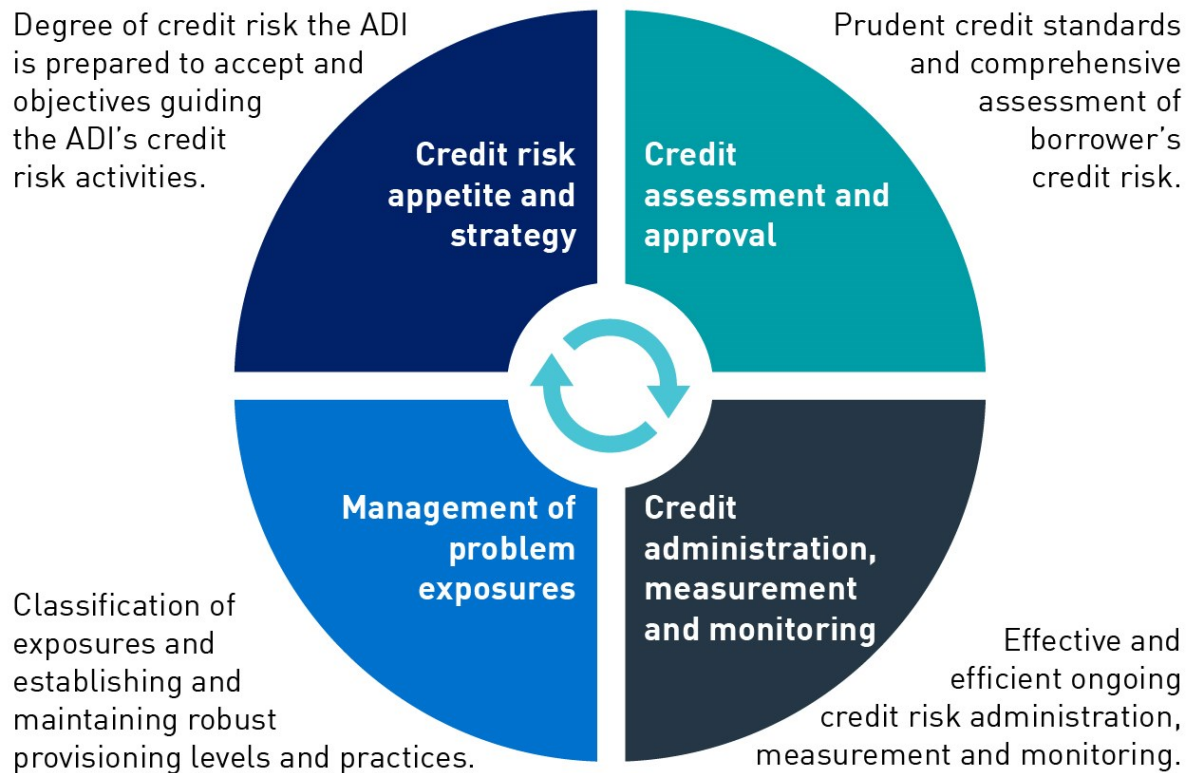 Degree of credit risk the ADI
is prepared to accept and
objectives guiding
the ADI's credit
risk activities.
Credit risk
appetite and
strategy
Prudent credit standards
and comprehensive
assessment of
borrower's
credit risk.
Credit
assessment and
approval
Management of
problem
exposures
Classification of
exposures and
establishing and
maintaining robust
provisioning levels and practices.
Credit
administration,
measurement
and monitoring
Effective and
efficient ongoing
credit risk administration,
measurement and monitoring.